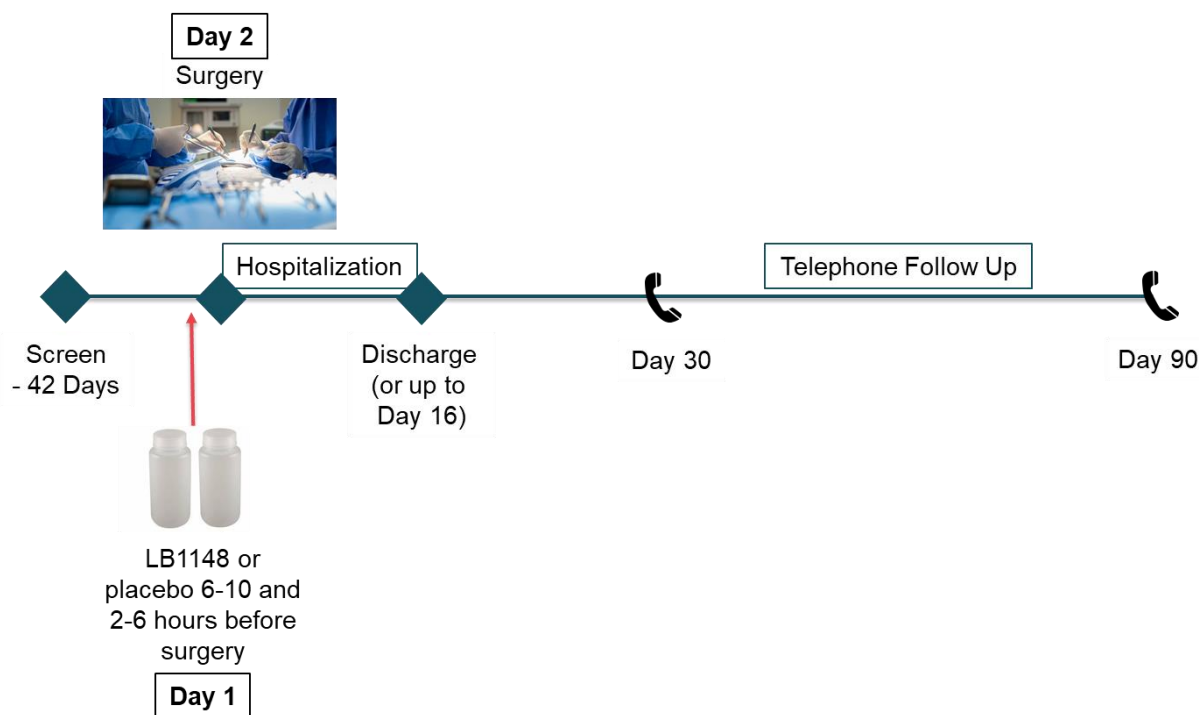 Day 2
Surgery
Hospitalization
Telephone Follow Up
Screen
- 42 Days
Discharge
(or up to
Day 16)
Day 30
Day 90
LB1148 or
placebo 6-10 and
2-6 hours before
surgery
Day 1